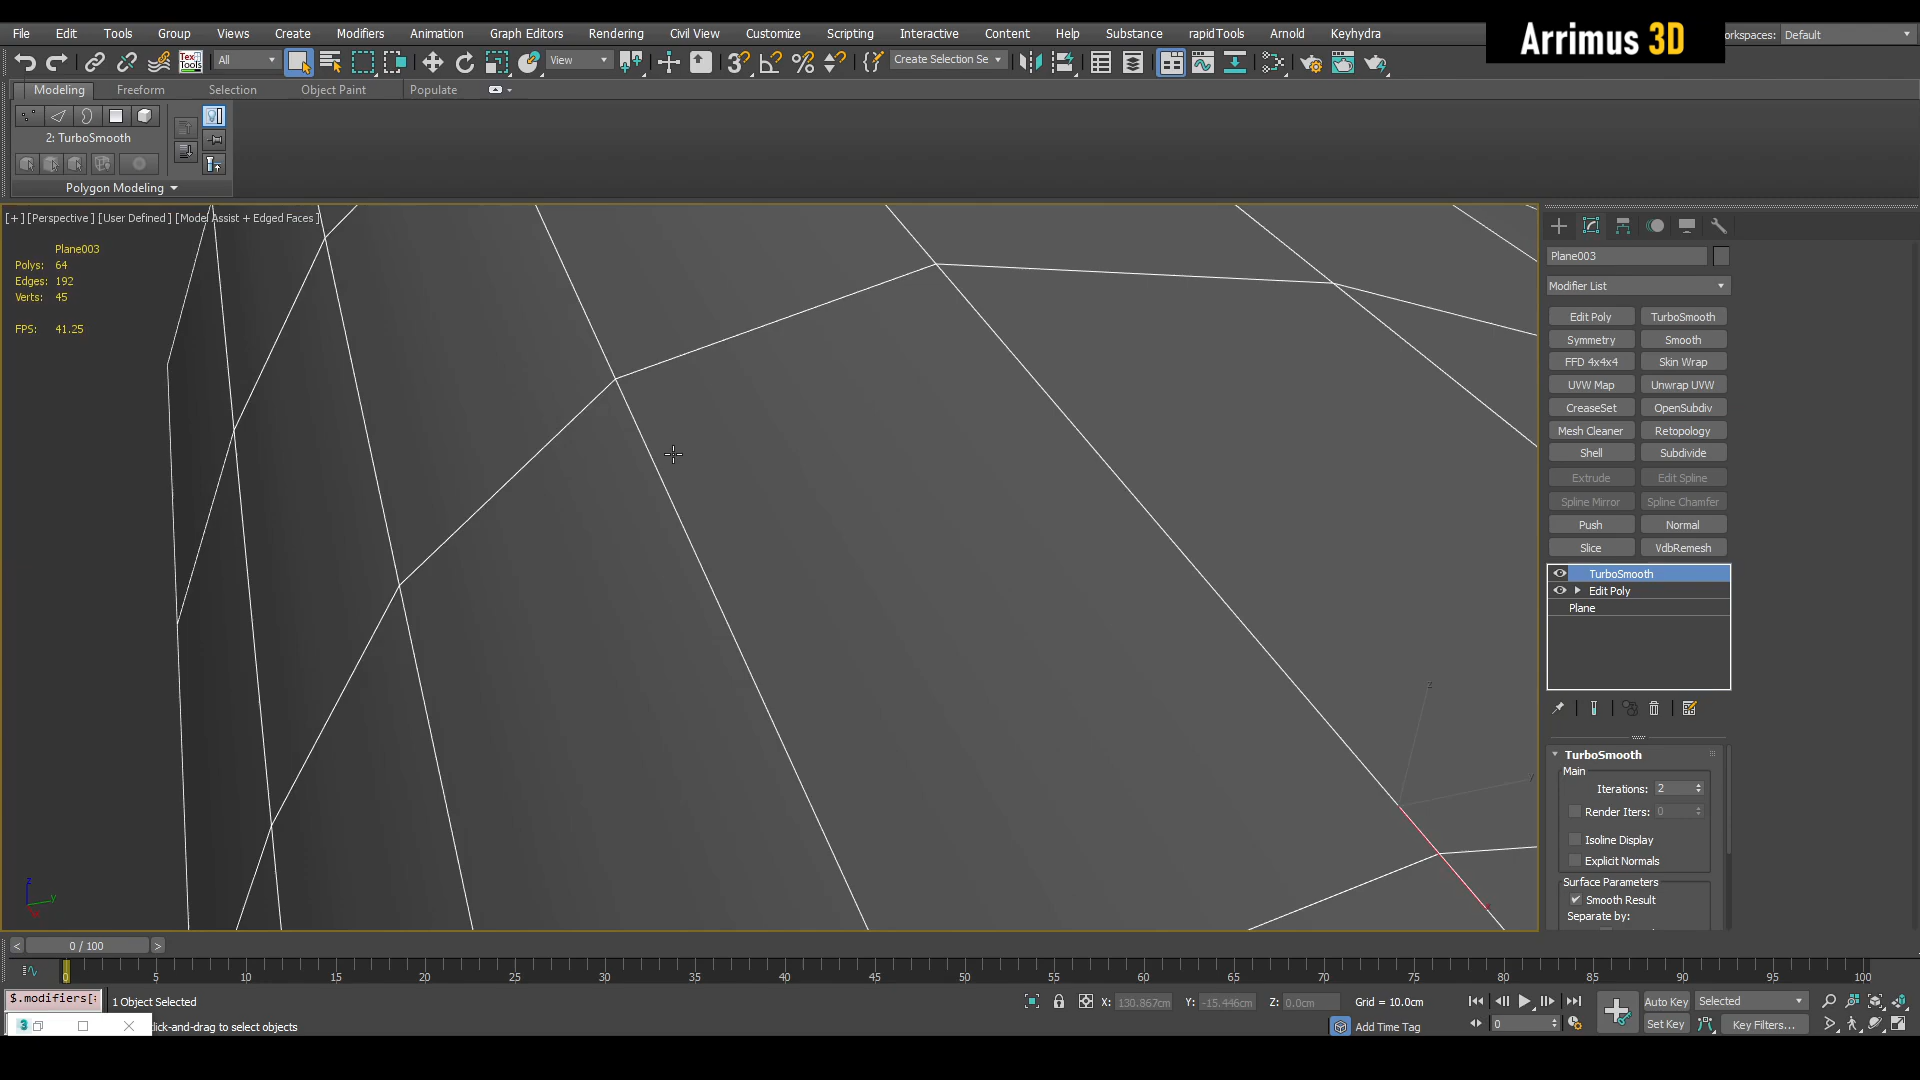 File Edit Tools Group Views Create Modifiers Animation Graph Editors Rendering Civil View Customize Scripting Interactive Content Help Substance rapidTools Arnold Keyhydra
Arrimus 3D
orkspaces: Default
Tex Tools All View Create Selection Se
Modeling Freeform Selection Object Paint Populate
2: TurboSmooth
Polygon Modeling
[+] [Perspective] [User Defined] [Model Assist + Edged Faces]
Plane003
Polys: 64
Edges: 192
Verts: 45
FPS: 41.25
Plane003
Modifier List
Edit Poly TurboSmooth
Symmetry Smooth
FFD 4x4x4 Skin Wrap
UVW Map Unwrap UVW
CreaseSet OpenSubdiv
Mesh Cleaner Retopology
Shell Subdivide
Extrude Edit Spline
Spline Mirror Spline Chamfer
Push Normal
Slice VdbRemesh
TurboSmooth
Edit Poly
Plane
TurboSmooth
Main
Iterations: 2
Render Iters: 0
Isoline Display
Explicit Normals
Surface Parameters
Smooth Result
Separate by:
z
z
y
< 0 / 100 >
0 5 10 15 20 25 30 35 40 45 50 55 60 65 70 75 80 85 90 95 100
$.modifiers[
1 Object Selected
X: 130.867cm Y: -15.446cm Z: 0.0cm Grid = 10.0cm
Auto Key Selected
3
click-and-drag to select objects
Add Time Tag
0
Set Key Key Filters...